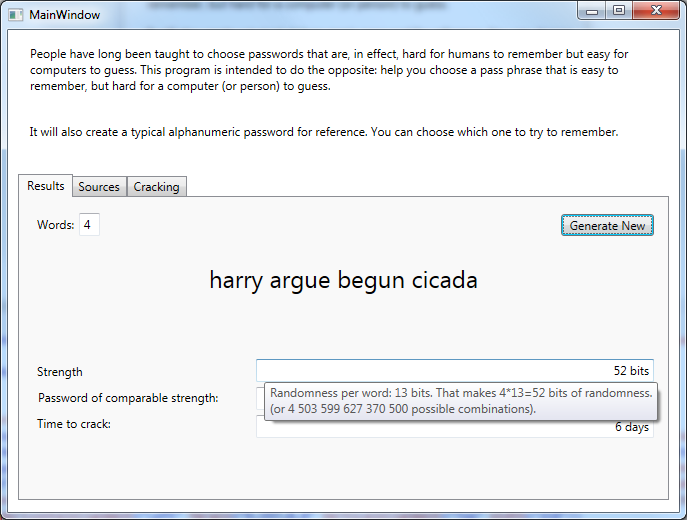 MainWindow
People have long been taught to choose passwords that are, in effect, hard for humans to remember but easy for
computers to guess. This program is intended to do the opposite: help you choose a pass phrase that is easy to
remember, but hard for a computer (or person) to guess.
It will also create a typical alphanumeric password for reference. You can choose which one to try to remember.
Results Sources Cracking
Words: 4 Generate New
harry argue begun cicada
Strength 52 bits
Randomness per word: 13 bits. That makes 4*13=52 bits of randomness.
Password of comparable strength:
(or 4 503 599 627 370 500 possible combinations).
Time to crack: 6 days